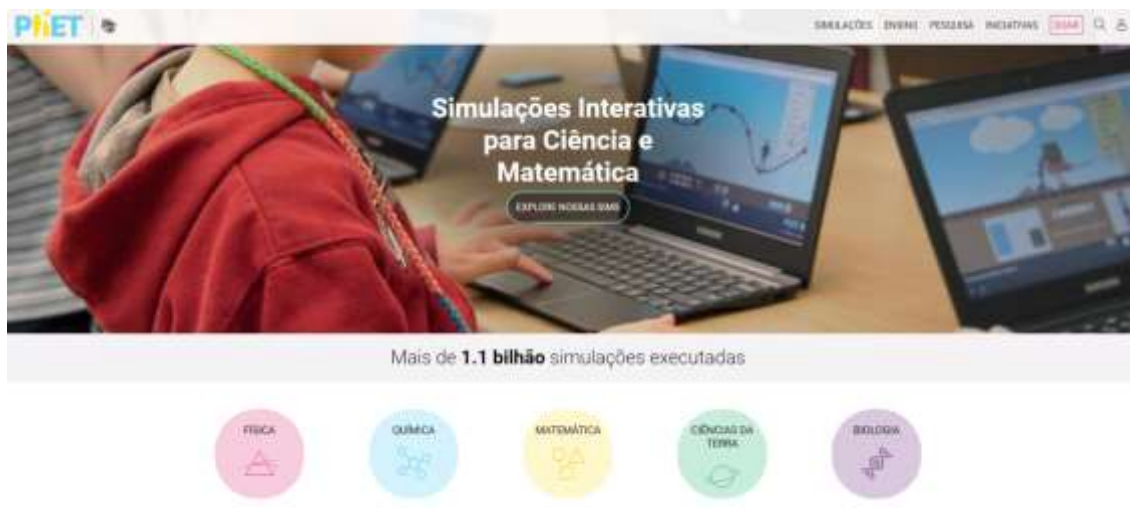 PhET
SIMULAÇÕES ENSINO PESQUISA INICIATIVAS DOAR
Simulações Interativas
para Ciência e
Matemática
EXPLORE NOSSAS SIMS
Mais de 1.1 bilhão simulações executadas
FÍSICA
QUÍMICA
MATEMÁTICA
CIÊNCIAS DA
TERRA
BIOLOGIA